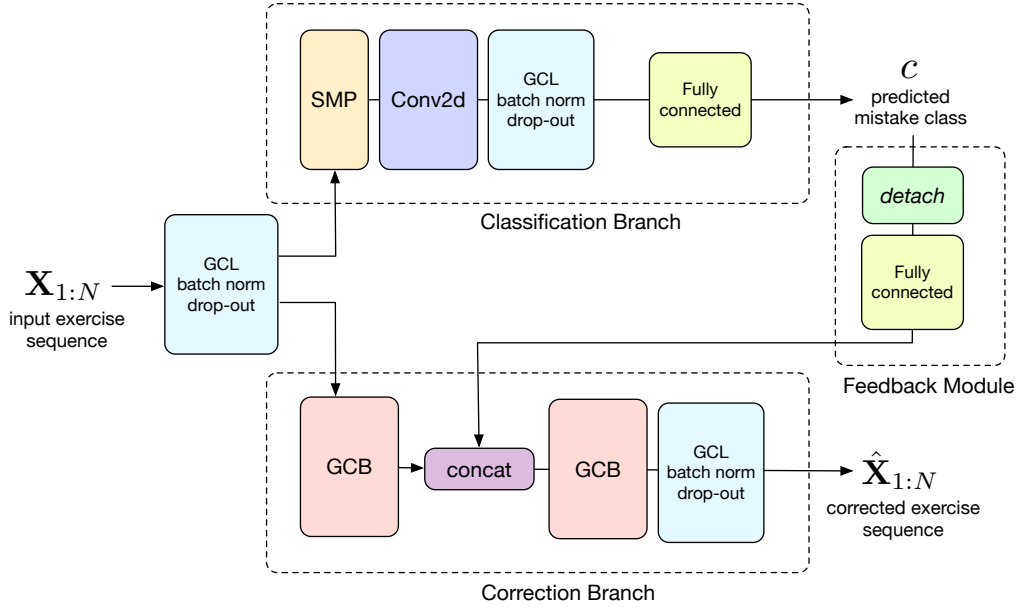 SMP
Conv2d
GCL
batch norm
drop-out
Fully
connected
c
predicted
mistake class
Classification Branch
detach
Fully
connected
Feedback Module
GCL
batch norm
drop-out
X1:N
input exercise
sequence
GCB
concat
GCB
GCL
batch norm
drop-out
X̂1:N
corrected exercise
sequence
Correction Branch